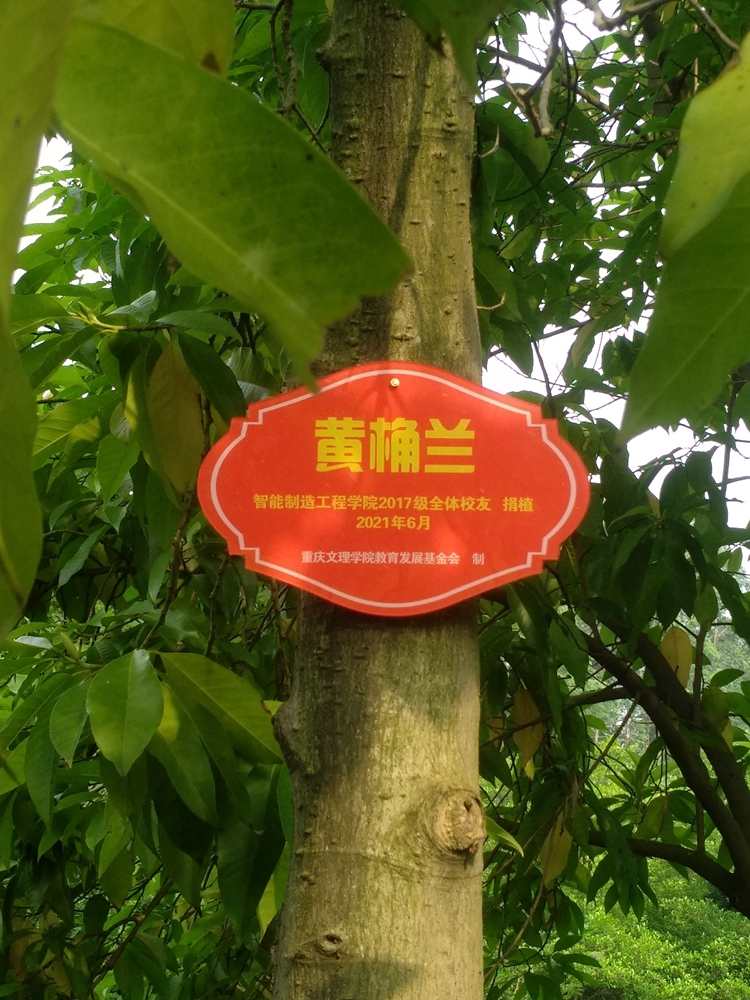 黄桷兰
智能制造工程学院2017级全体校友 捐植
2021年6月
重庆文理学院教育发展基金会 制